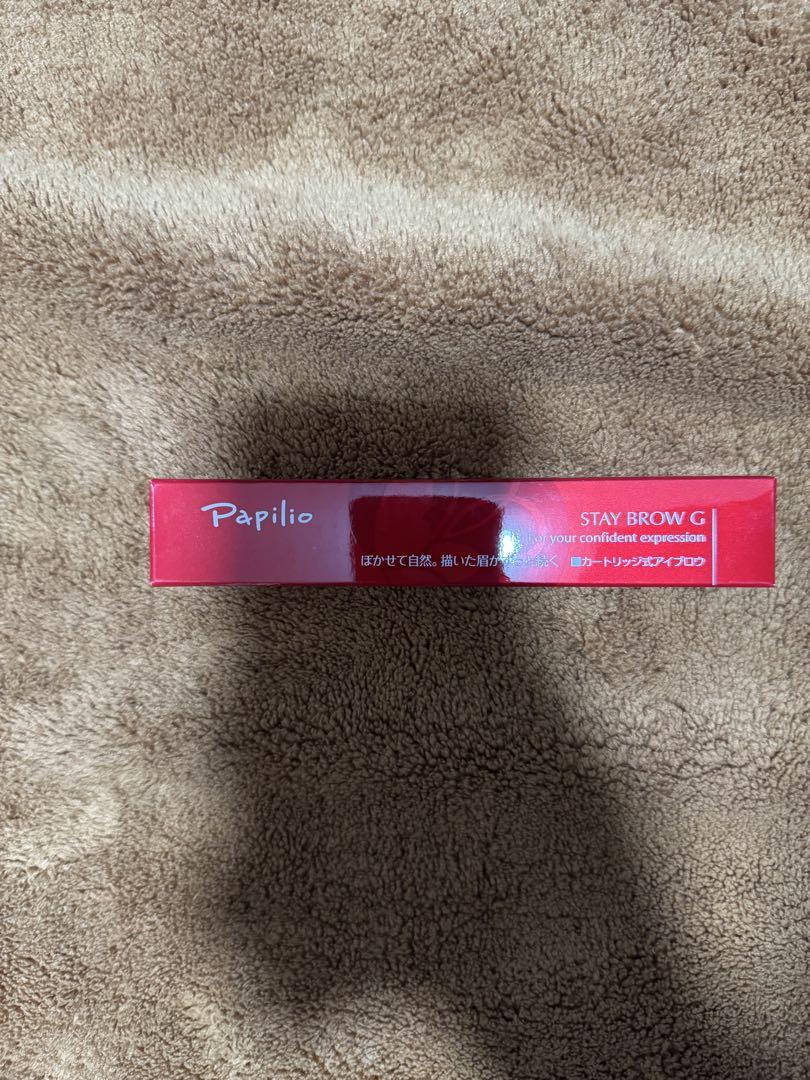 Papilio
STAY BROW G
For your confident expression
ぼかせて自然。描いた眉が 続く ■カートリッジ式アイブロウ